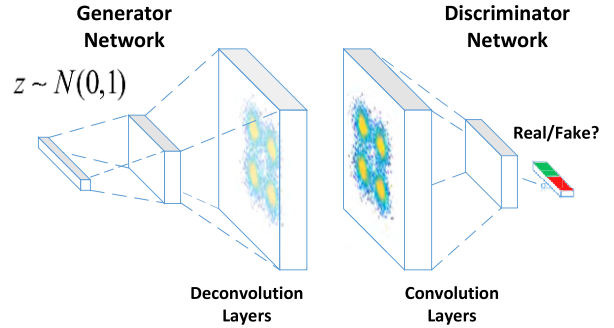 Generator
Network
Discriminator
Network
z ~ N(0,1)
Real/Fake?
Deconvolution
Layers
Convolution
Layers